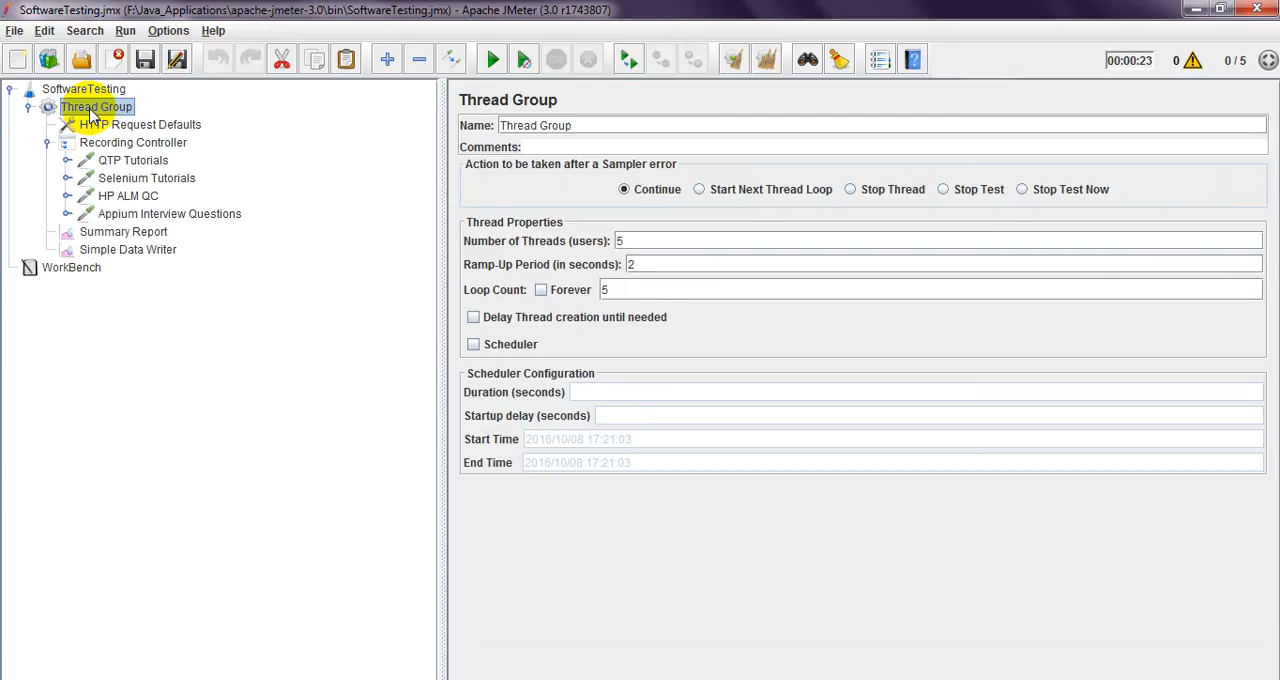 SoftwareTesting.jmx (F:\Java_Applications\apache-jmeter-3.0\bin\SoftwareTesting.jmx) - Apache JMeter (3.0 r1743807)
File Edit Search Run Options Help
00:00:23 0 0 / 5
SoftwareTesting
Thread Group
HTTP Request Defaults
Recording Controller
QTP Tutorials
Selenium Tutorials
HP ALM QC
Appium Interview Questions
Summary Report
Simple Data Writer
WorkBench
Thread Group
Name: Thread Group
Comments:
Action to be taken after a Sampler error
Continue Start Next Thread Loop Stop Thread Stop Test Stop Test Now
Thread Properties
Number of Threads (users): 5
Ramp-Up Period (in seconds): 2
Loop Count: Forever 5
Delay Thread creation until needed
Scheduler
Scheduler Configuration
Duration (seconds)
Startup delay (seconds)
Start Time 2016/10/08 17:21:03
End Time 2016/10/08 17:21:03